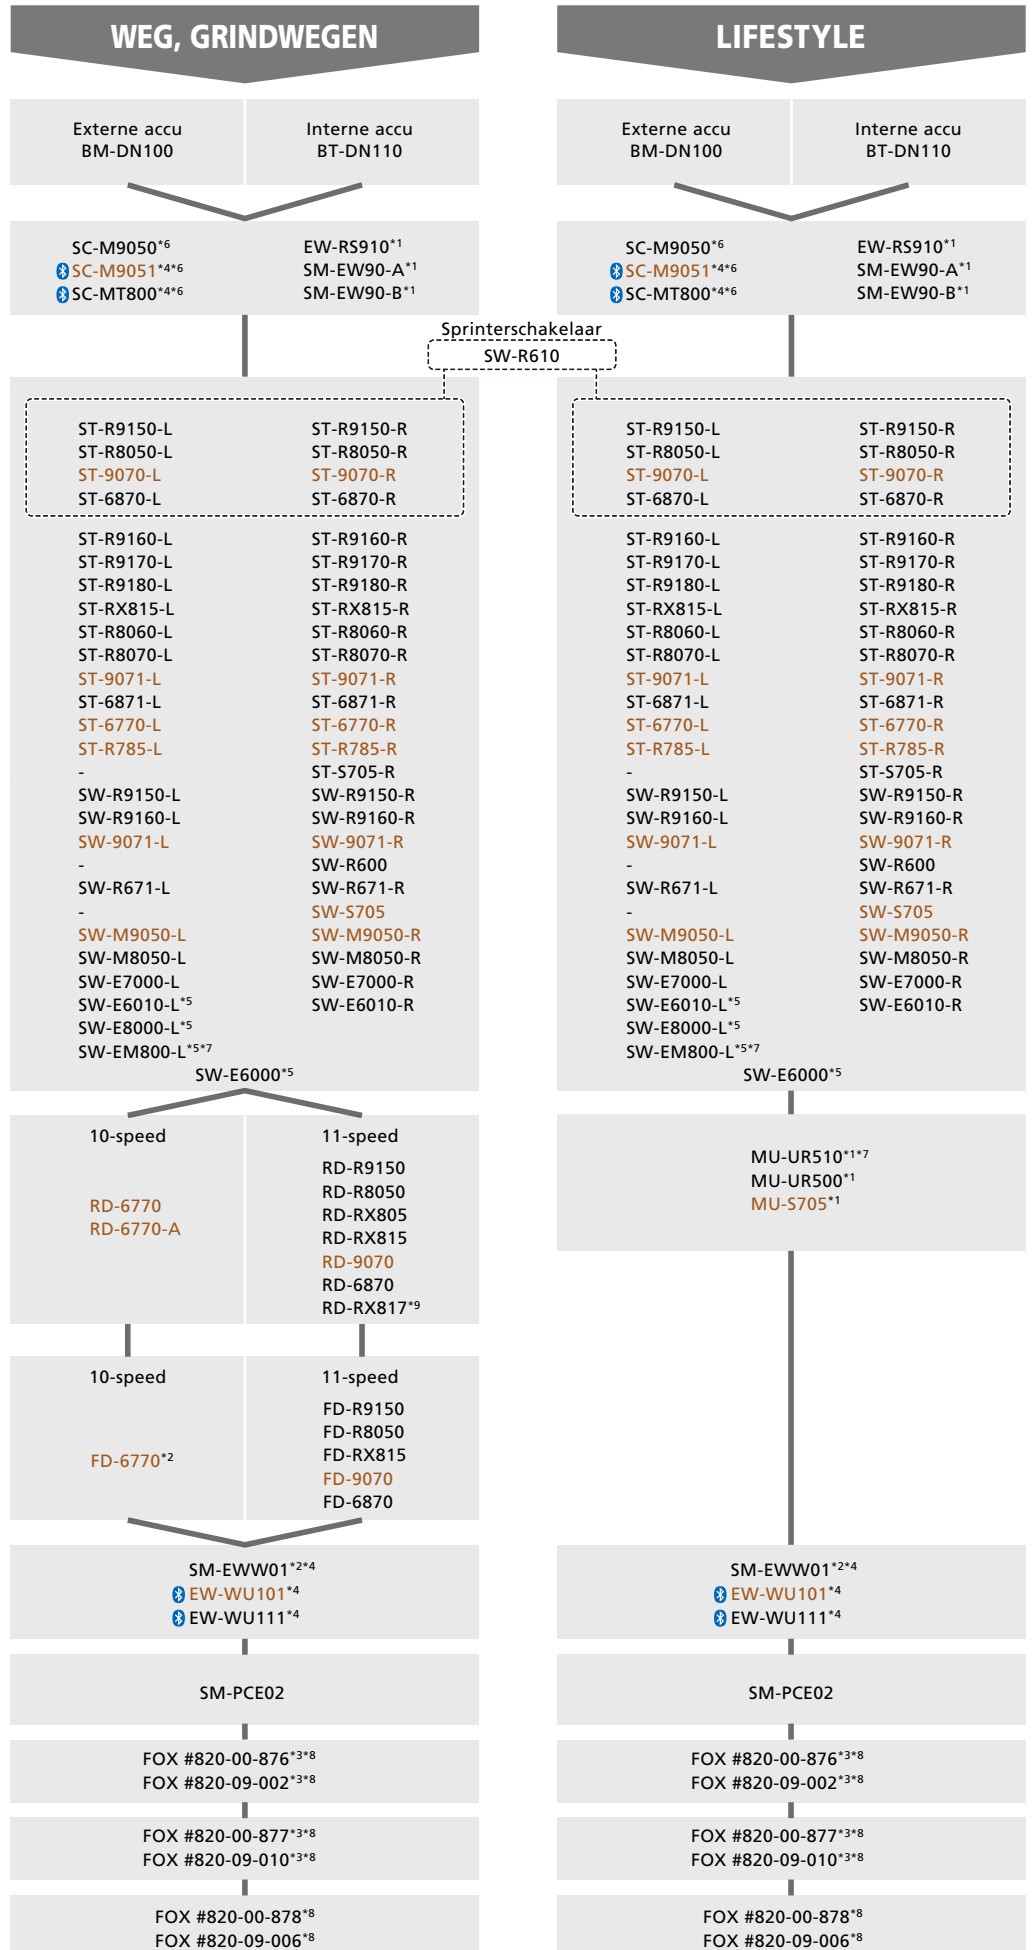 WEG, GRINDWEGEN
Externe accu
BM-DN100
Interne accu
BT-DN110
SC-M9050*6
SC-M9051*4*6
SC-MT800*4*6
EW-RS910*1
SM-EW90-A*1
SM-EW90-B*1
Sprinterschakelaar
SW-R610
ST-R9150-L ST-R9150-R
ST-R8050-L ST-R8050-R
ST-9070-L ST-9070-R
ST-6870-L ST-6870-R
ST-R9160-L ST-R9160-R
ST-R9170-L ST-R9170-R
ST-R9180-L ST-R9180-R
ST-RX815-L ST-RX815-R
ST-R8060-L ST-R8060-R
ST-R8070-L ST-R8070-R
ST-9071-L ST-9071-R
ST-6871-L ST-6871-R
ST-6770-L ST-6770-R
ST-R785-L ST-R785-R
- ST-S705-R
SW-R9150-L SW-R9150-R
SW-R9160-L SW-R9160-R
SW-9071-L SW-9071-R
- SW-R600
SW-R671-L SW-R671-R
- SW-S705
SW-M9050-L SW-M9050-R
SW-M8050-L SW-M8050-R
SW-E7000-L SW-E7000-R
SW-E6010-L*5 SW-E6010-R
SW-E8000-L*5
SW-EM800-L*5*7
SW-E6000*5
10-speed
RD-6770
RD-6770-A
11-speed
RD-R9150
RD-R8050
RD-RX805
RD-RX815
RD-9070
RD-6870
RD-RX817*9
10-speed
FD-6770*2
11-speed
FD-R9150
FD-R8050
FD-RX815
FD-9070
FD-6870
SM-EWW01*2*4
EW-WU101*4
EW-WU111*4
SM-PCE02
FOX #820-00-876*3*8
FOX #820-09-002*3*8
FOX #820-00-877*3*8
FOX #820-09-010*3*8
FOX #820-00-878*8
FOX #820-09-006*8
LIFESTYLE
Externe accu
BM-DN100
Interne accu
BT-DN110
SC-M9050*6
SC-M9051*4*6
SC-MT800*4*6
EW-RS910*1
SM-EW90-A*1
SM-EW90-B*1
ST-R9150-L ST-R9150-R
ST-R8050-L ST-R8050-R
ST-9070-L ST-9070-R
ST-6870-L ST-6870-R
ST-R9160-L ST-R9160-R
ST-R9170-L ST-R9170-R
ST-R9180-L ST-R9180-R
ST-RX815-L ST-RX815-R
ST-R8060-L ST-R8060-R
ST-R8070-L ST-R8070-R
ST-9071-L ST-9071-R
ST-6871-L ST-6871-R
ST-6770-L ST-6770-R
ST-R785-L ST-R785-R
- ST-S705-R
SW-R9150-L SW-R9150-R
SW-R9160-L SW-R9160-R
SW-9071-L SW-9071-R
- SW-R600
SW-R671-L SW-R671-R
- SW-S705
SW-M9050-L SW-M9050-R
SW-M8050-L SW-M8050-R
SW-E7000-L SW-E7000-R
SW-E6010-L*5 SW-E6010-R
SW-E8000-L*5
SW-EM800-L*5*7
SW-E6000*5
MU-UR510*1*7
MU-UR500*1
MU-S705*1
SM-EWW01*2*4
EW-WU101*4
EW-WU111*4
SM-PCE02
FOX #820-00-876*3*8
FOX #820-09-002*3*8
FOX #820-00-877*3*8
FOX #820-09-010*3*8
FOX #820-00-878*8
FOX #820-09-006*8